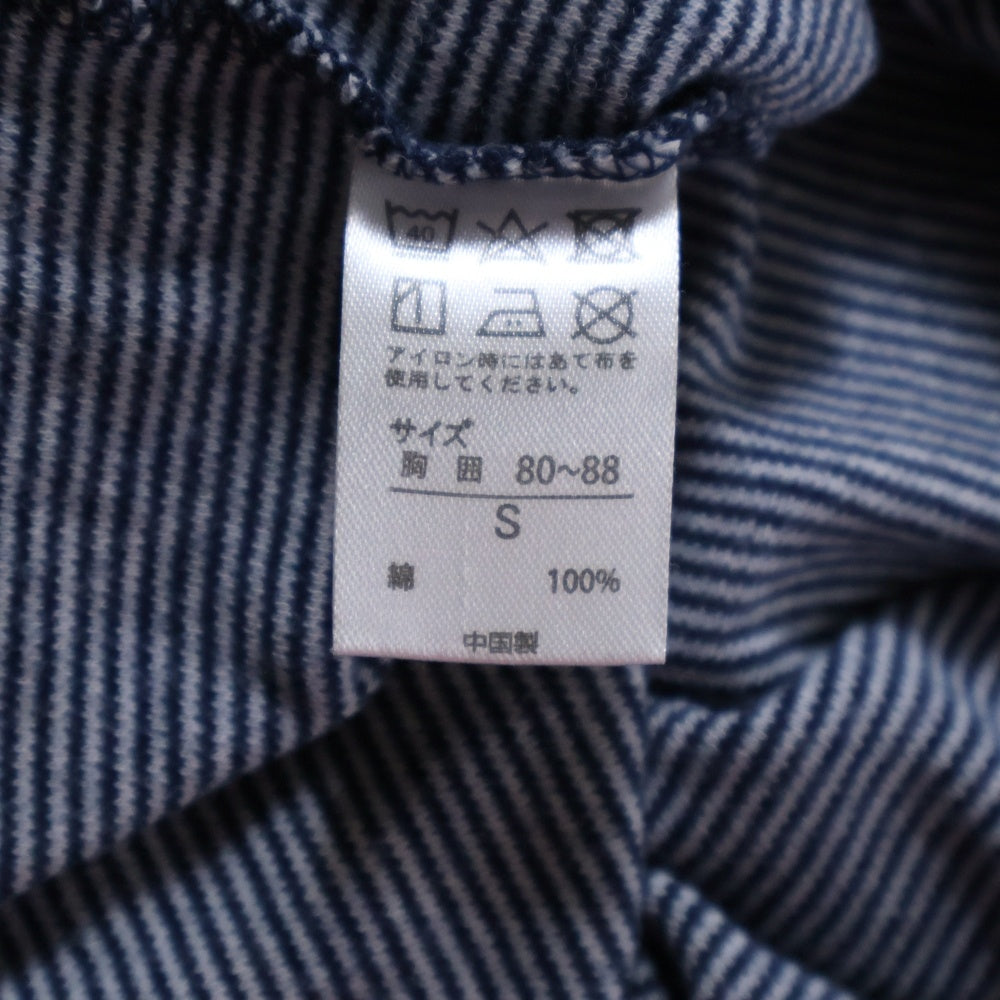 40
アイロン時にはあて布を
使用してください。
サイズ
胸囲 80~88
S
綿 100%
中国製